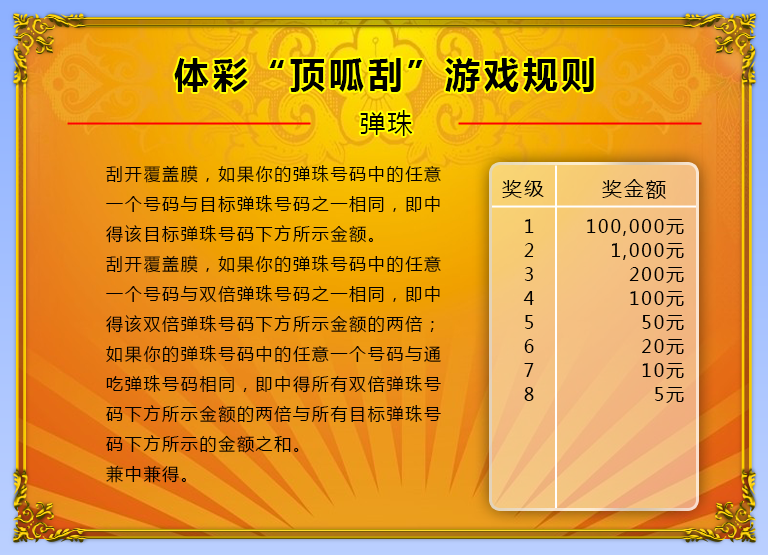 体彩“顶呱刮”游戏规则
弹珠
刮开覆盖膜，如果你的弹珠号码中的任意
一个号码与目标弹珠号码之一相同，即中
得该目标弹珠号码下方所示金额。
刮开覆盖膜，如果你的弹珠号码中的任意
一个号码与双倍弹珠号码之一相同，即中
得该双倍弹珠号码下方所示金额的两倍；
如果你的弹珠号码中的任意一个号码与通
吃弹珠号码相同，即中得所有双倍弹珠号
码下方所示金额的两倍与所有目标弹珠号
码下方所示的金额之和。
兼中兼得。
奖级 奖金额
1 100,000元
2 1,000元
3 200元
4 100元
5 50元
6 20元
7 10元
8 5元